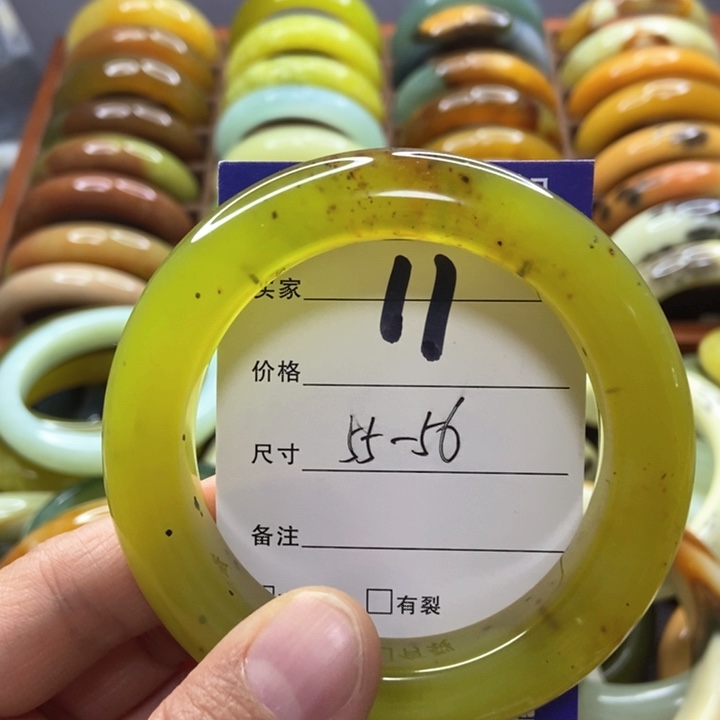 买家 11
价格
尺寸 55-56
备注
□有裂